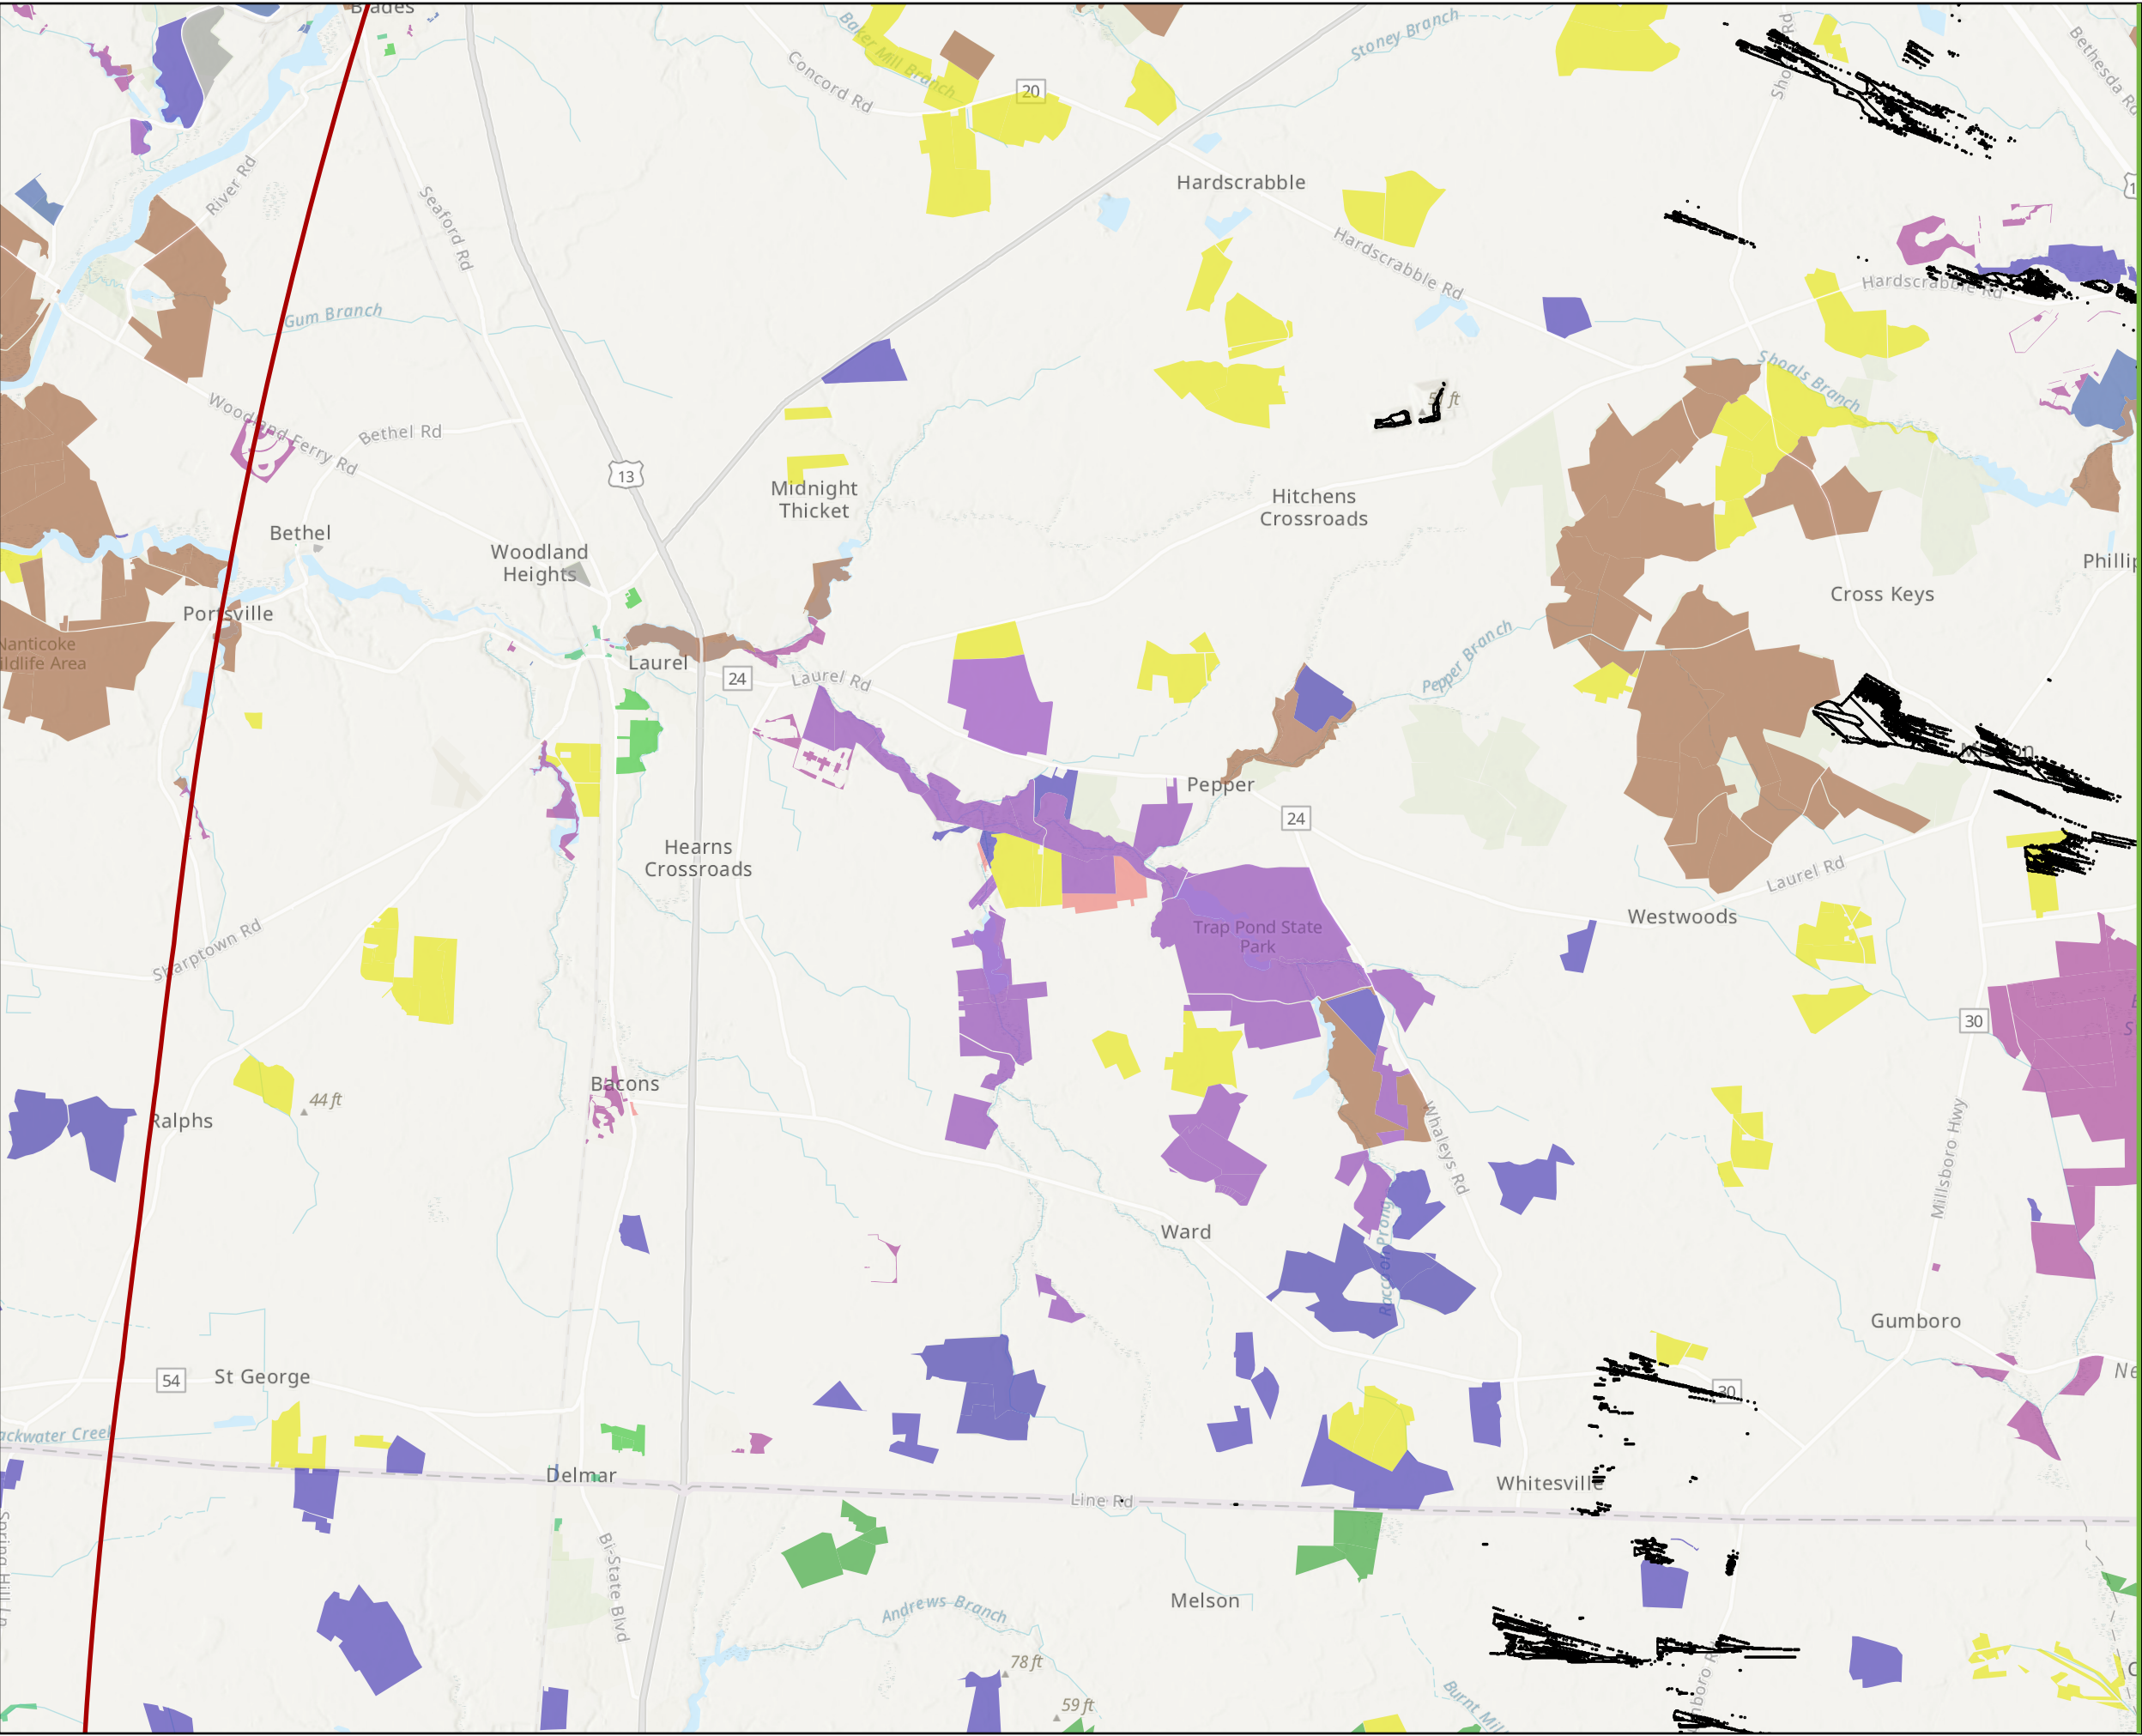 Blades
Baker Mill Branch
Stoney Branch
Concord Rd
20
Bethesda Rd
River Rd
Seaford Rd
Hardscrabble
Hardscrabble Rd
Hardscrabble Rd
Gum Branch
Shoals Branch
Woodland Ferry Rd
Bethel Rd
13
Midnight
Thicket
Hitchens
Crossroads
Bethel
Woodland
Heights
Cross Keys
Portsville
Nanticoke
Laurel
24
Laurel Rd
Pepper Branch
Pepper
24
Hearns
Crossroads
Laurel Rd
Westwoods
Trap Pond State
Park
Sharptown Rd
30
Bacons
44 ft
Ralphs
Whaleys Rd
Millsboro Hwy
Ward
Raccoon Prong
Gumboro
54
St George
30
Delmar
Whitesville
Line Rd
Bi-State Blvd
Melson
Andrews Branch
78 ft
59 ft